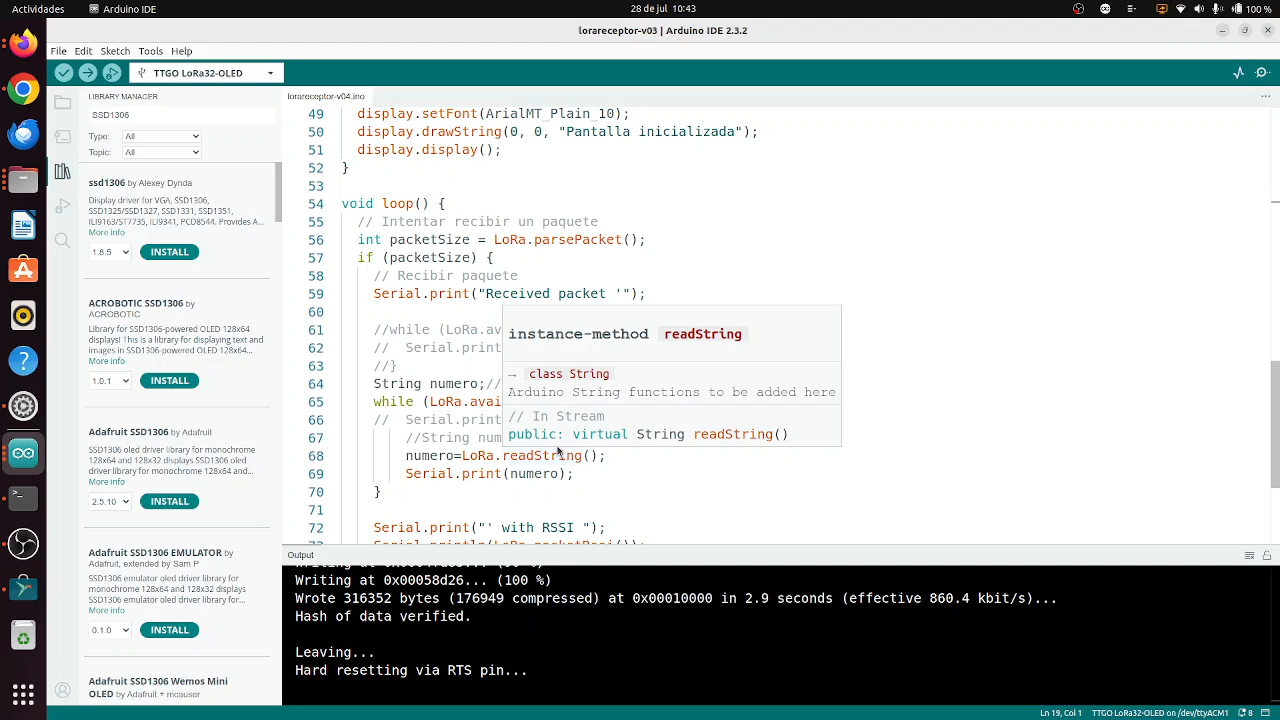 Actividades
Arduino IDE
28 de jul 10:43
100 %
lorareceptor-v03 | Arduino IDE 2.3.2
File Edit Sketch Tools Help
TTGO LoRa32-OLED
LIBRARY MANAGER
SSD1306
Type: All
Topic: All
ssd1306 by Alexey Dynda
Display driver for VGA, SSD1306,
SSD1325/SSD1327, SSD1331, SSD1351,
ILI9163/ST7735, ILI9341, PCD8544. Provides A...
More info
1.8.5 INSTALL
ACROBOTIC SSD1306 by
ACROBOTIC
Library for SSD1306-powered OLED 128x64
displays! This is a library for displaying text and
images in SSD1306-powered OLED 128x64...
More info
1.0.1 INSTALL
Adafruit SSD1306 by Adafruit
SSD1306 oled driver library for monochrome
128x64 and 128x32 displays SSD1306 oled
driver library for monochrome 128x64 and...
More info
2.5.10 INSTALL
Adafruit SSD1306 EMULATOR by
Adafruit, extended by Sam P
SSD1306 emulator oled driver library for
monochrome 128x64 and 128x32 displays
SSD1306 emulator oled driver library for...
More info
0.1.0 INSTALL
Adafruit SSD1306 Wemos Mini
OLED by Adafruit + mcauser
lorareceptor-v04.ino
49 display.setFont(ArialMT_Plain_10);
50 display.drawString(0, 0, "Pantalla inicializada");
51 display.display();
52 }
53
54 void loop() {
55 // Intentar recibir un paquete
56 int packetSize = LoRa.parsePacket();
57 if (packetSize) {
58 // Recibir paquete
59 Serial.print("Received packet '");
60
61 //while (LoRa.ava
62 // Serial.print
63 //}
64 String numero;//
65 while (LoRa.avai
66 // Serial.print
67 //String num
68 numero=LoRa.readString();
69 Serial.print(numero);
70 }
71
72 Serial.print("' with RSSI ");
73 Serial.println(LoRa.packetRssi());
instance-method readString
→ class String
Arduino String functions to be added here
// In Stream
public: virtual String readString()
Output
Writing at 0x00058d26... (100 %)
Wrote 316352 bytes (176949 compressed) at 0x00010000 in 2.9 seconds (effective 860.4 kbit/s)...
Hash of data verified.
Leaving...
Hard resetting via RTS pin...
Ln 19, Col 1 TTGO LoRa32-OLED on /dev/ttyACM1 8